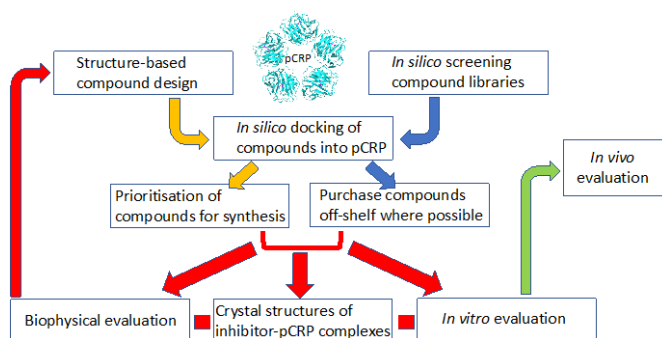 Structure-based
compound design
pCRP
In silico screening
compound libraries
In silico docking of
compounds into pCRP
In vivo
evaluation
Prioritisation of
compounds for synthesis
Purchase compounds
off-shelf where possible
Biophysical evaluation
Crystal structures of
inhibitor-pCRP complexes
In vitro evaluation